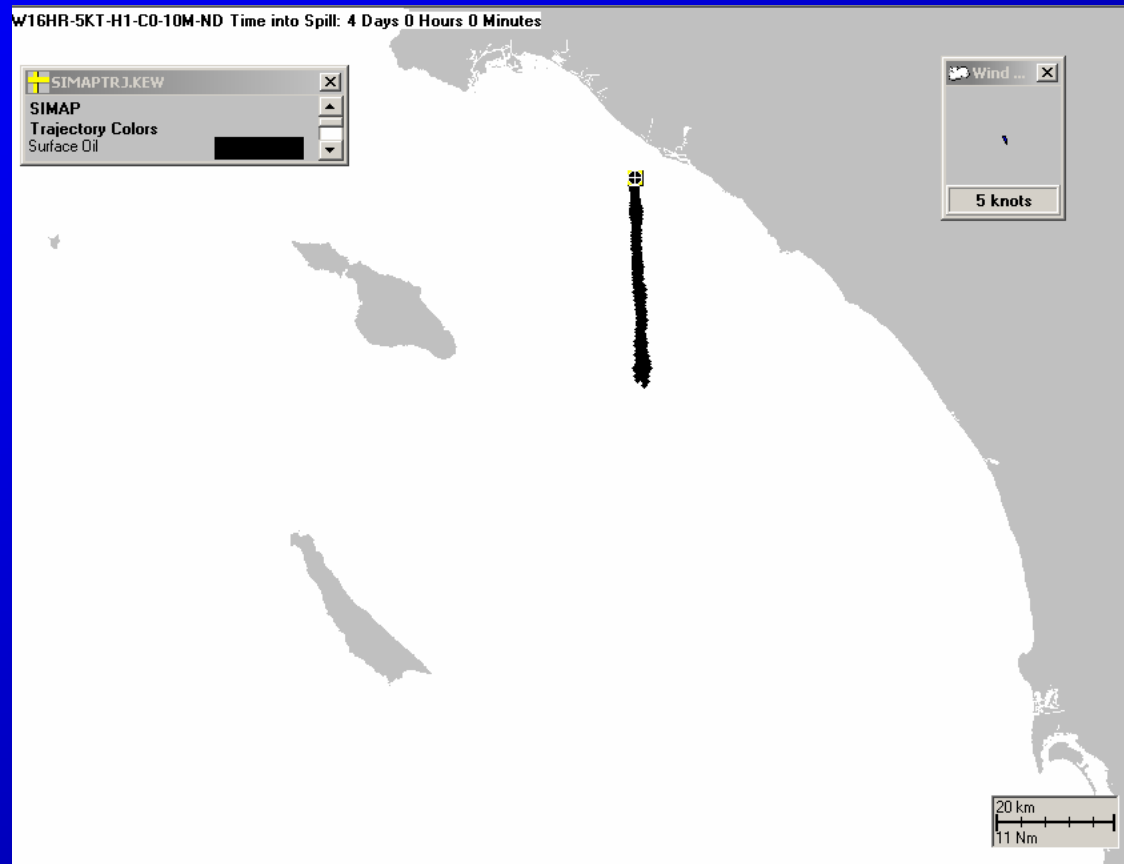 W16HR-5KT-H1-C0-10M-ND Time into Spill: 4 Days 0 Hours 0 Minutes
SIMAPTRJ.KEW
SIMAP
Trajectory Colors
Surface Oil
Wind ...
5 knots
20 km
11 Nm